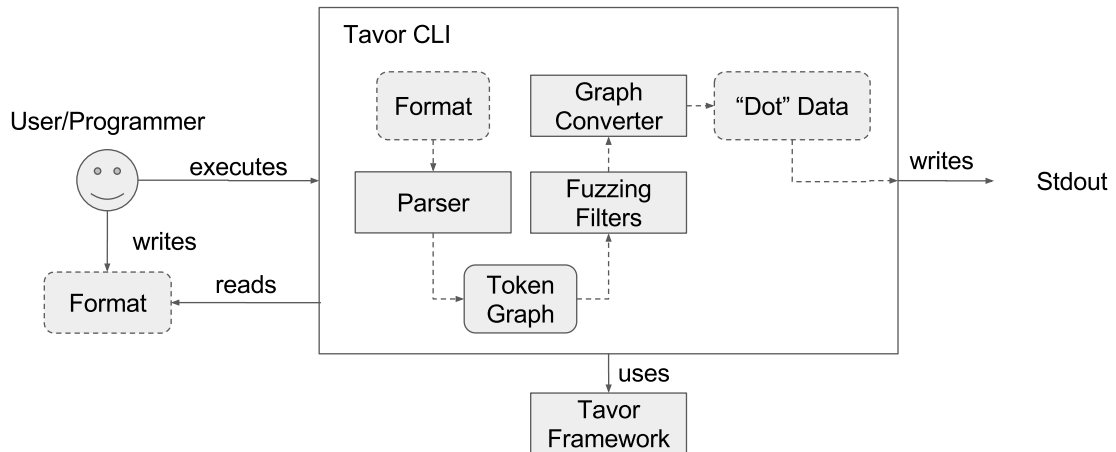 Tavor CLI
User/Programmer
Format
Graph
Converter
“Dot” Data
executes
Parser
Fuzzing
Filters
writes
Stdout
writes
Format
reads
Token
Graph
uses
Tavor
Framework